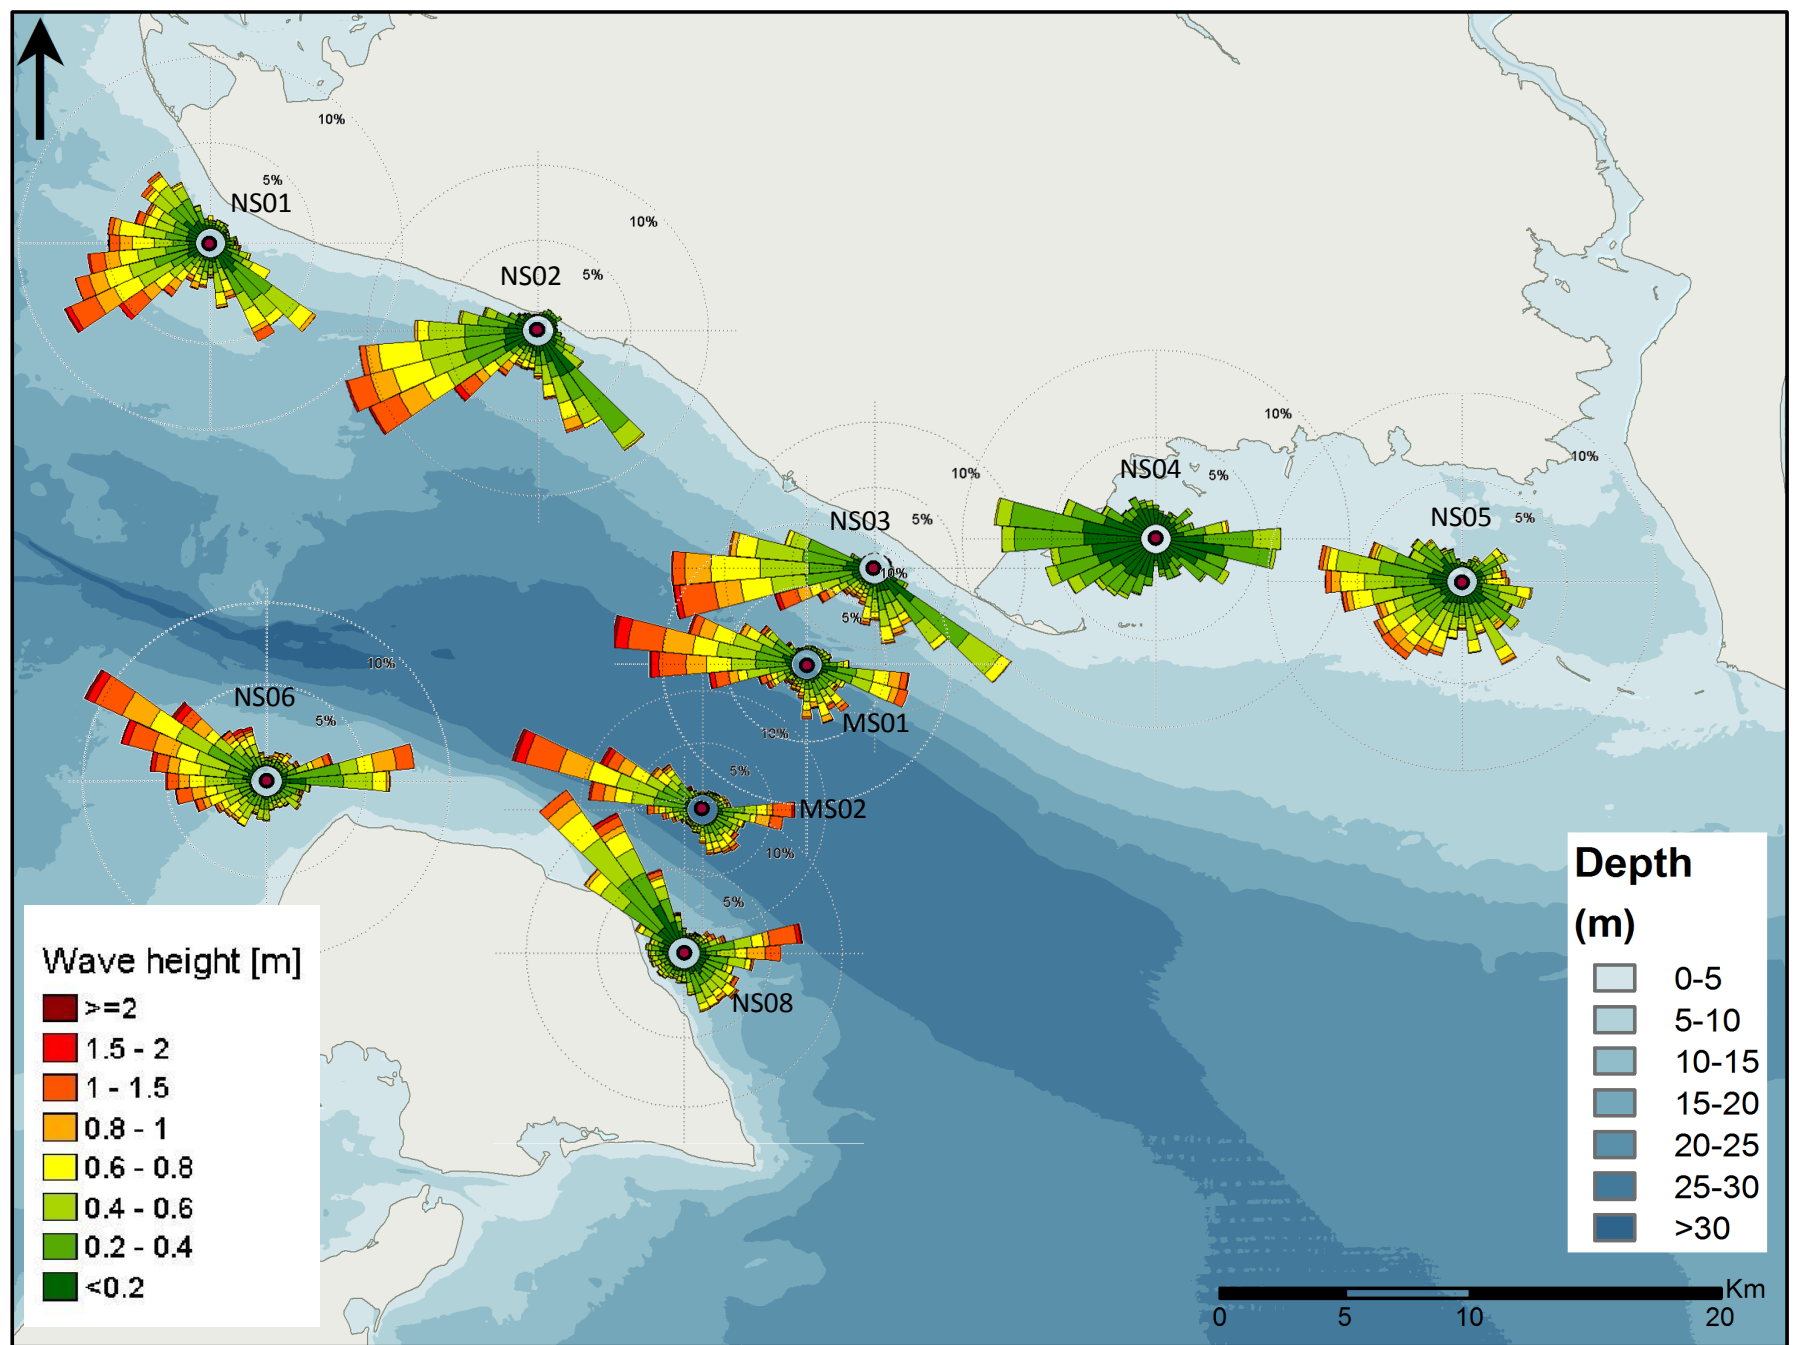 10%
5%
NS01
10%
5%
NS02
10%
5%
NS03
10%
5%
NS04
10%
5%
NS05
10%
5%
MS01
10%
5%
NS06
10%
5%
MS02
10%
5%
NS08
Wave height [m]
>=2
1.5 - 2
1 - 1.5
0.8 - 1
0.6 - 0.8
0.4 - 0.6
0.2 - 0.4
<0.2
Depth
(m)
0-5
5-10
10-15
15-20
20-25
25-30
>30
Km
0 5 10 20